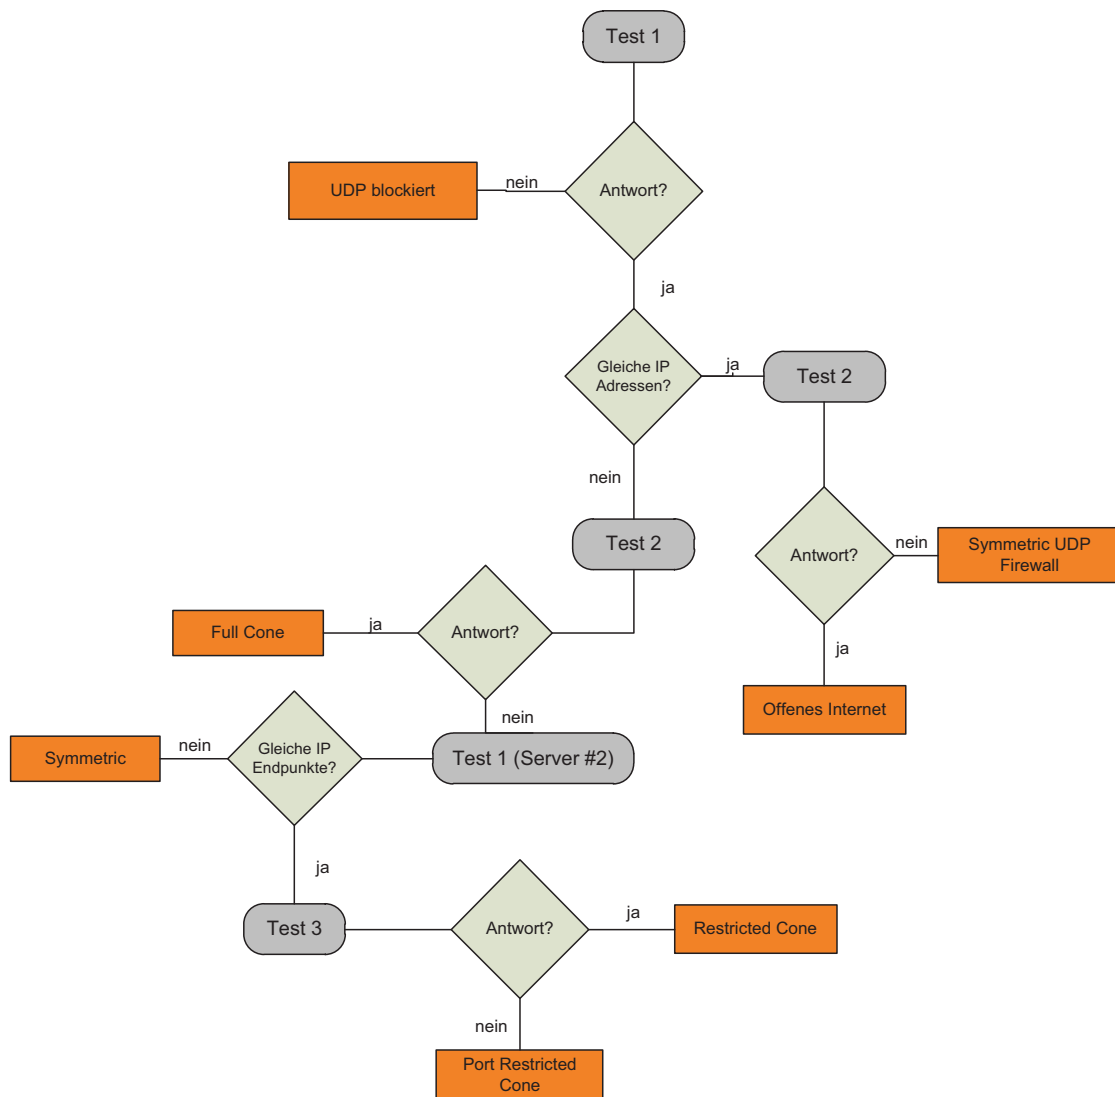 Test 1
Antwort?
nein
UDP blockiert
ja
Gleiche IP
Adressen?
ja
Test 2
nein
Test 2
Antwort?
nein
Symmetric UDP
Firewall
ja
Offenes Internet
Antwort?
ja
Full Cone
nein
Test 1 (Server #2)
Gleiche IP
Endpunkte?
nein
Symmetric
ja
Test 3
Antwort?
ja
Restricted Cone
nein
Port Restricted
Cone